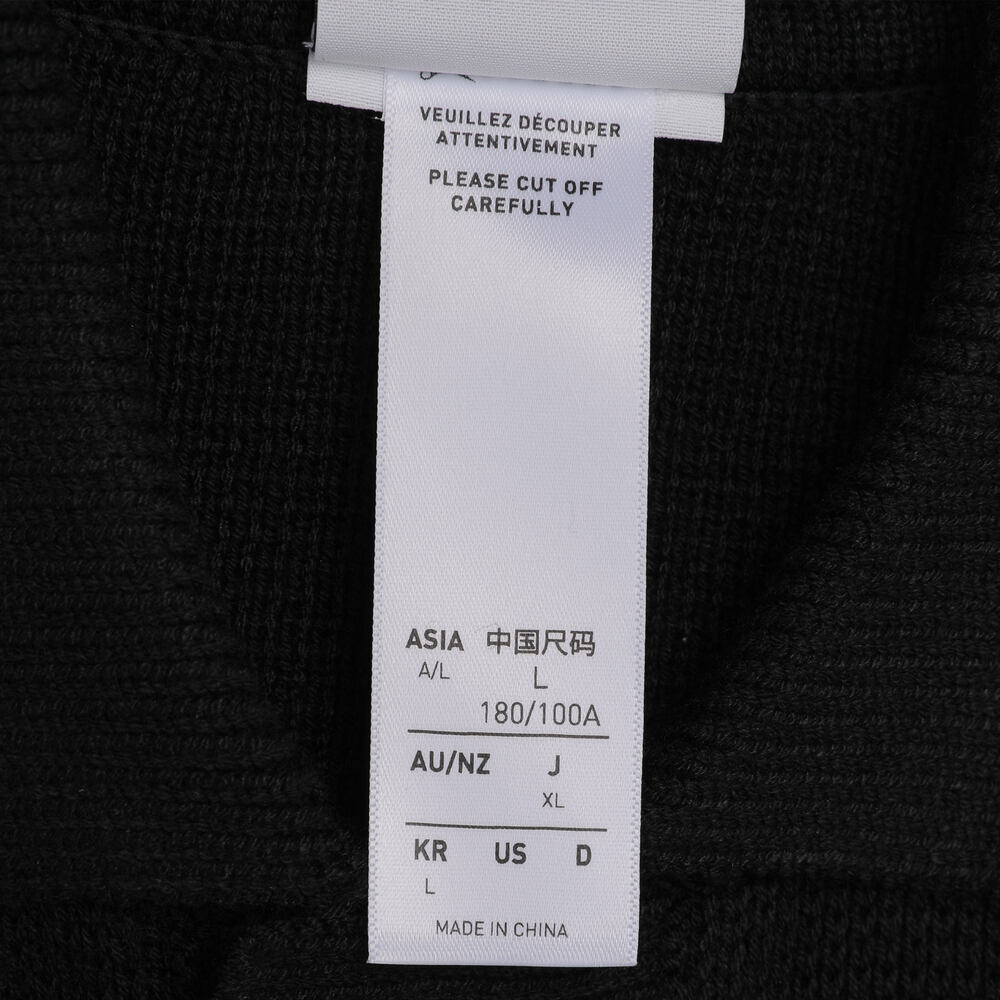 VEUILLEZ DÉCOUPER
ATTENTIVEMENT
PLEASE CUT OFF
CAREFULLY
ASIA 中国尺码
A/L L
180/100A
AU/NZ J
XL
KR US D
L
MADE IN CHINA